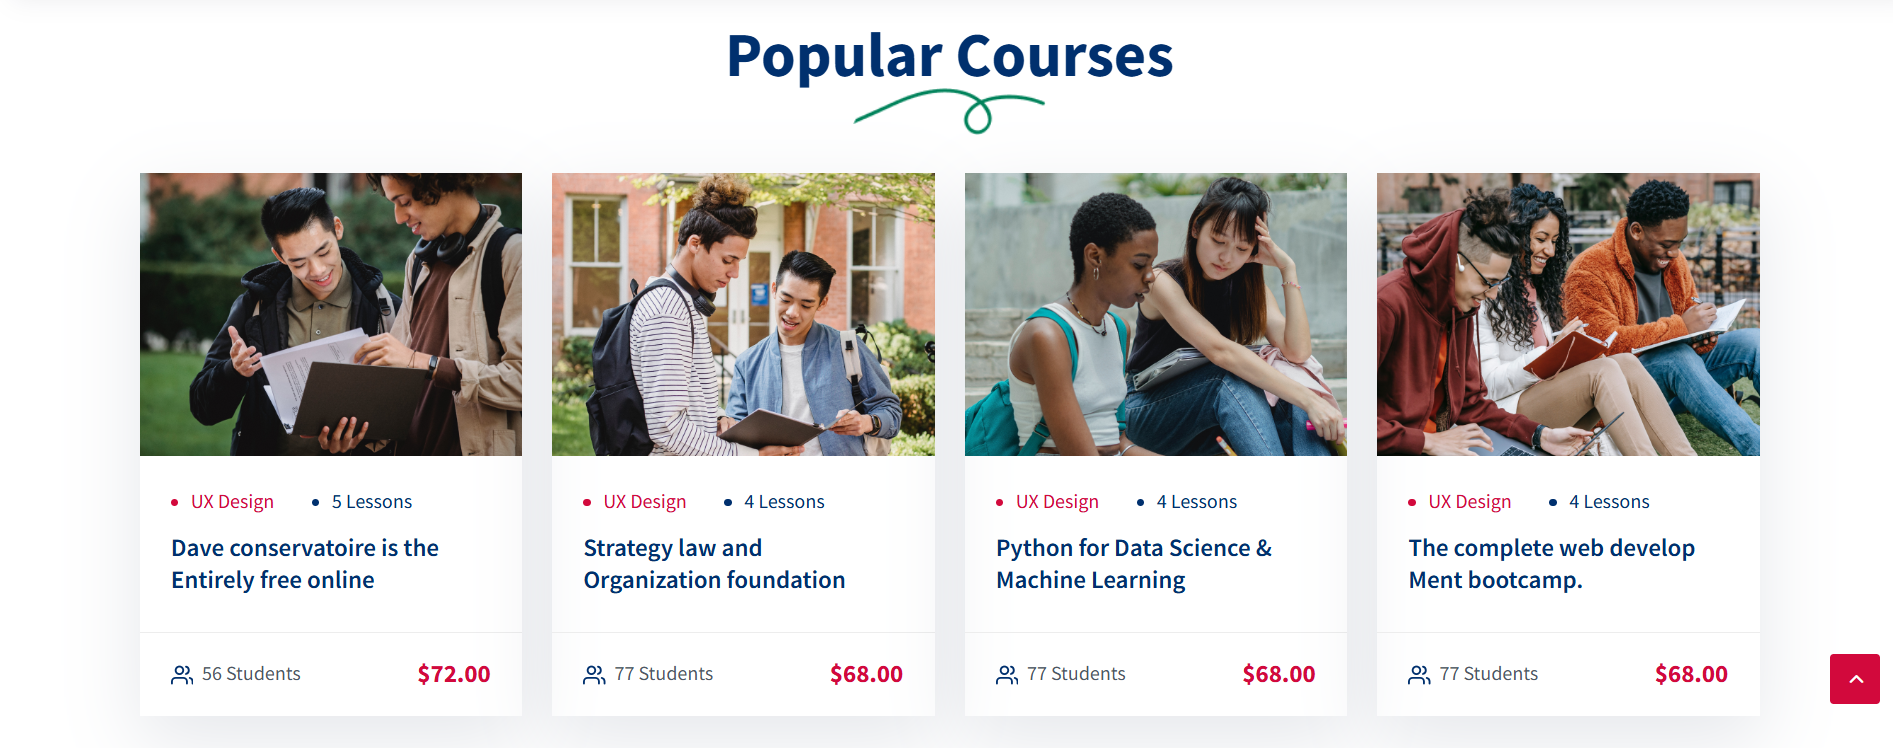 Popular Courses
UX Design 5 Lessons
Dave conservatoire is the
Entirely free online
56 Students $72.00
UX Design 4 Lessons
Strategy law and
Organization foundation
77 Students $68.00
UX Design 4 Lessons
Python for Data Science &
Machine Learning
77 Students $68.00
UX Design 4 Lessons
The complete web develop
Ment bootcamp.
77 Students $68.00